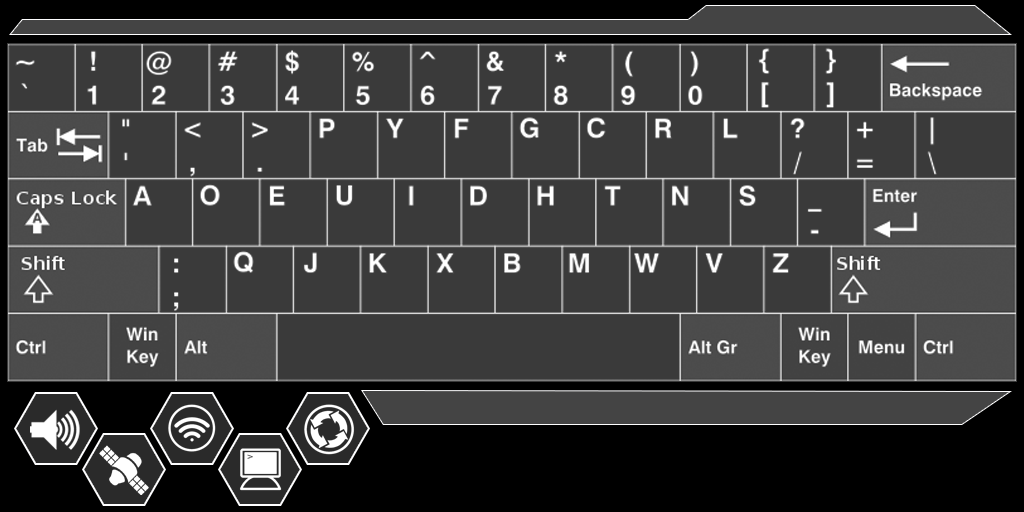 ~ ! @ # $ % ^ & * ( ) { }
` 1 2 3 4 5 6 7 8 9 0 [ ] Backspace
Tab " < > P Y F G C R L ? + |
' , . / = \
Caps Lock A O E U I D H T N S _ Enter
A -
Shift : Q J K X B M W V Z Shift
;
Ctrl Win Key Alt Alt Gr Win Key Menu Ctrl
>